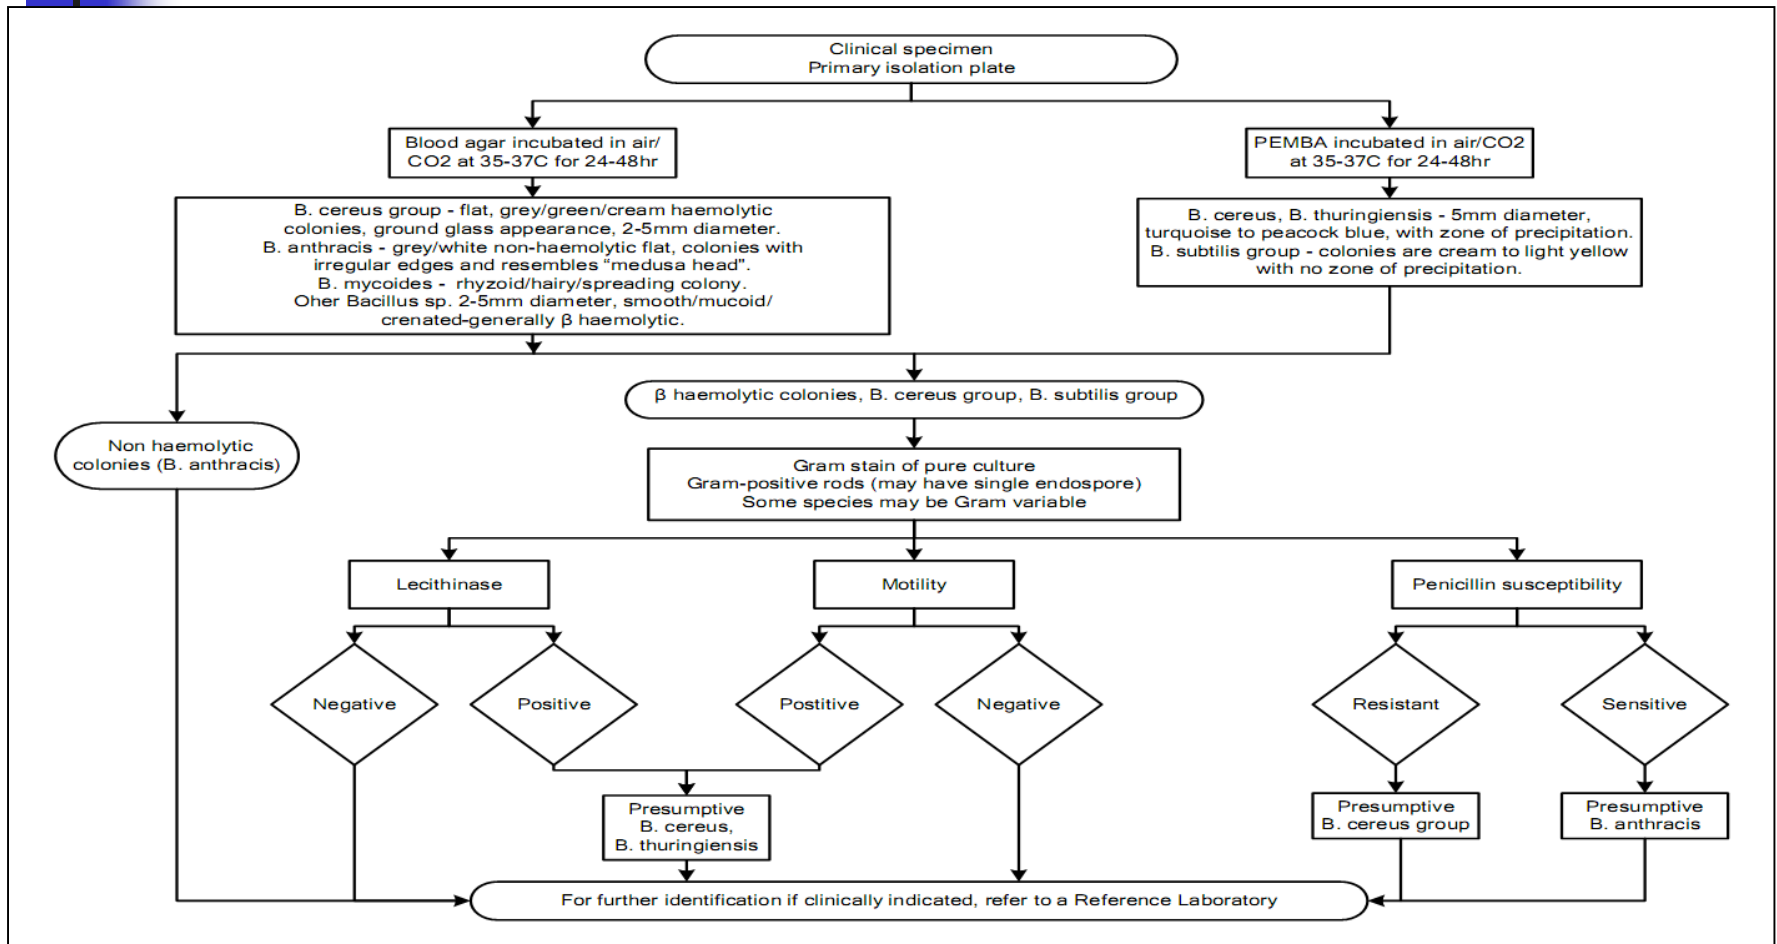 Clinical specimen
Primary isolation plate
Blood agar incubated in air/
CO2 at 35-37C for 24-48hr
PEMBA incubated in air/CO2
at 35-37C for 24-48hr
B. cereus group - flat, grey/green/cream haemolytic
colonies, ground glass appearance, 2-5mm diameter.
B. anthracis - grey/white non-haemolytic flat, colonies with
irregular edges and resembles “medusa head".
B. mycoides - rhyzoid/hairy/spreading colony.
Oher Bacillus sp. 2-5mm diameter, smooth/mucoid/
crenated-generally β haemolytic.
B. cereus, B. thuringiensis - 5mm diameter,
turquoise to peacock blue, with zone of precipitation.
B. subtilis group - colonies are cream to light yellow
with no zone of precipitation.
β haemolytic colonies, B. cereus group, B. subtilis group
Non haemolytic
colonies (B. anthracis)
Gram stain of pure culture
Gram-positive rods (may have single endospore)
Some species may be Gram variable
Lecithinase
Motility
Penicillin susceptibility
Negative
Positive
Postitive
Negative
Resistant
Sensitive
Presumptive
B. cereus,
B. thuringiensis
Presumptive
B. cereus group
Presumptive
B. anthracis
For further identification if clinically indicated, refer to a Reference Laboratory